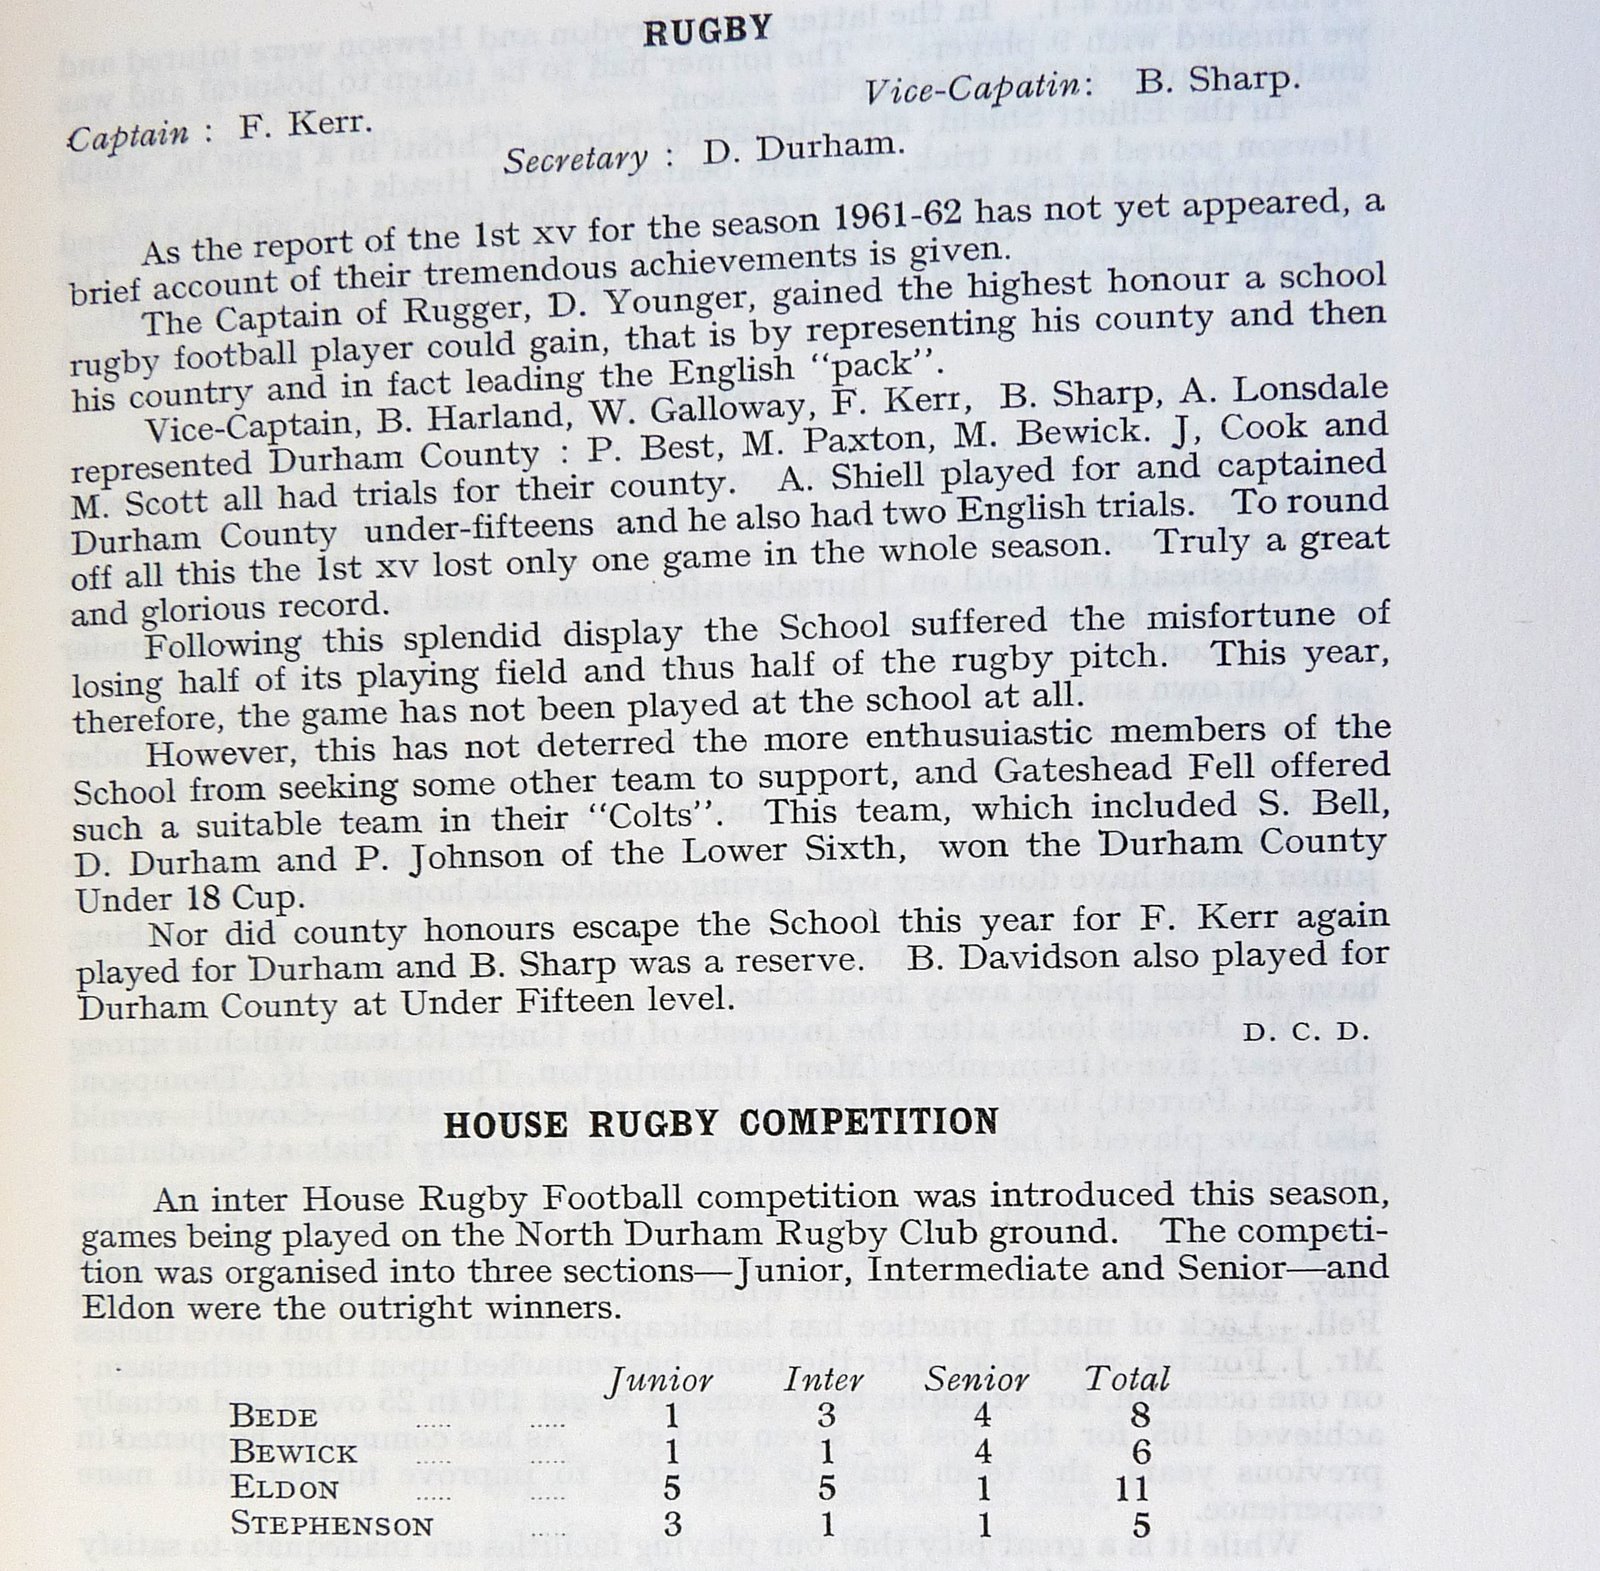 RUGBY
Captain : F. Kerr. Vice-Capatin: B. Sharp.
Secretary : D. Durham.
As the report of the 1st xv for the season 1961-62 has not yet appeared, a
brief account of their tremendous achievements is given.
The Captain of Rugger, D. Younger, gained the highest honour a school
rugby football player could gain, that is by representing his county and then
his country and in fact leading the English “pack”.
Vice-Captain, B. Harland, W. Galloway, F. Kerr, B. Sharp, A. Lonsdale
represented Durham County : P. Best, M. Paxton, M. Bewick. J, Cook and
M. Scott all had trials for their county. A. Shiell played for and captained
Durham County under-fifteens and he also had two English trials. To round
off all this the 1st xv lost only one game in the whole season. Truly a great
and glorious record.
Following this splendid display the School suffered the misfortune of
losing half of its playing field and thus half of the rugby pitch. This year,
therefore, the game has not been played at the school at all.
However, this has not deterred the more enthusuiastic members of the
School from seeking some other team to support, and Gateshead Fell offered
such a suitable team in their “Colts”. This team, which included S. Bell,
D. Durham and P. Johnson of the Lower Sixth, won the Durham County
Under 18 Cup.
Nor did county honours escape the School this year for F. Kerr again
played for Durham and B. Sharp was a reserve. B. Davidson also played for
Durham County at Under Fifteen level.
D. C. D.
HOUSE RUGBY COMPETITION
An inter House Rugby Football competition was introduced this season,
games being played on the North Durham Rugby Club ground. The competi-
tion was organised into three sections—Junior, Intermediate and Senior—and
Eldon were the outright winners.
Junior Inter Senior Total
BEDE ..... ..... 1 3 4 8
BEWICK ..... ..... 1 1 4 6
ELDON ..... ..... 5 5 1 11
STEPHENSON ..... 3 1 1 5